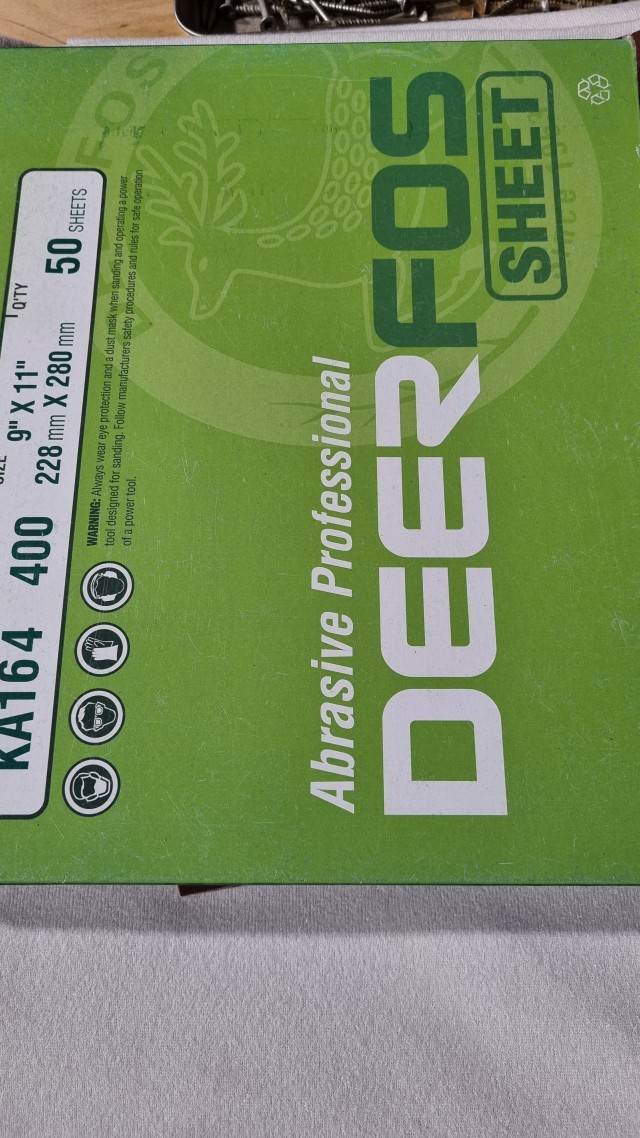 Abrasive Professional
DEERFOS
SHEET
WARNING: Always wear eye protection and a dust mask when sanding and operating a power
tool designed for sanding. Follow manufacturers safety procedures and rules for safe operation
of a power tool.
SIZE Q'TY
KA164 400 9" X 11" 50 SHEETS
228 mm X 280 mm
FOS